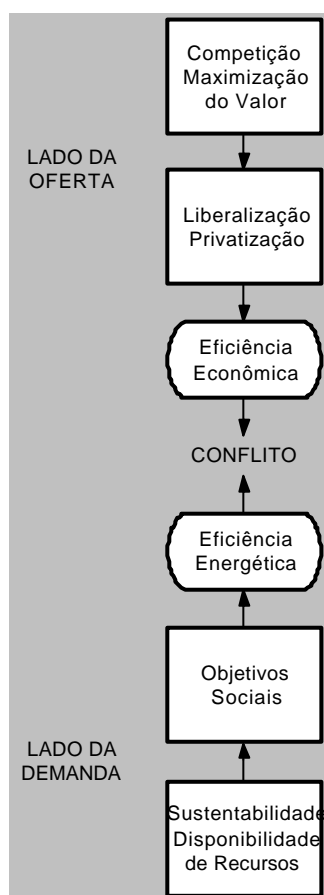 Competição
Maximização
do Valor
LADO DA
OFERTA
Liberalização
Privatização
Eficiência
Econômica
CONFLITO
Eficiência
Energética
Objetivos
Sociais
LADO DA
DEMANDA
Sustentabilidade
Disponibilidade
de Recursos